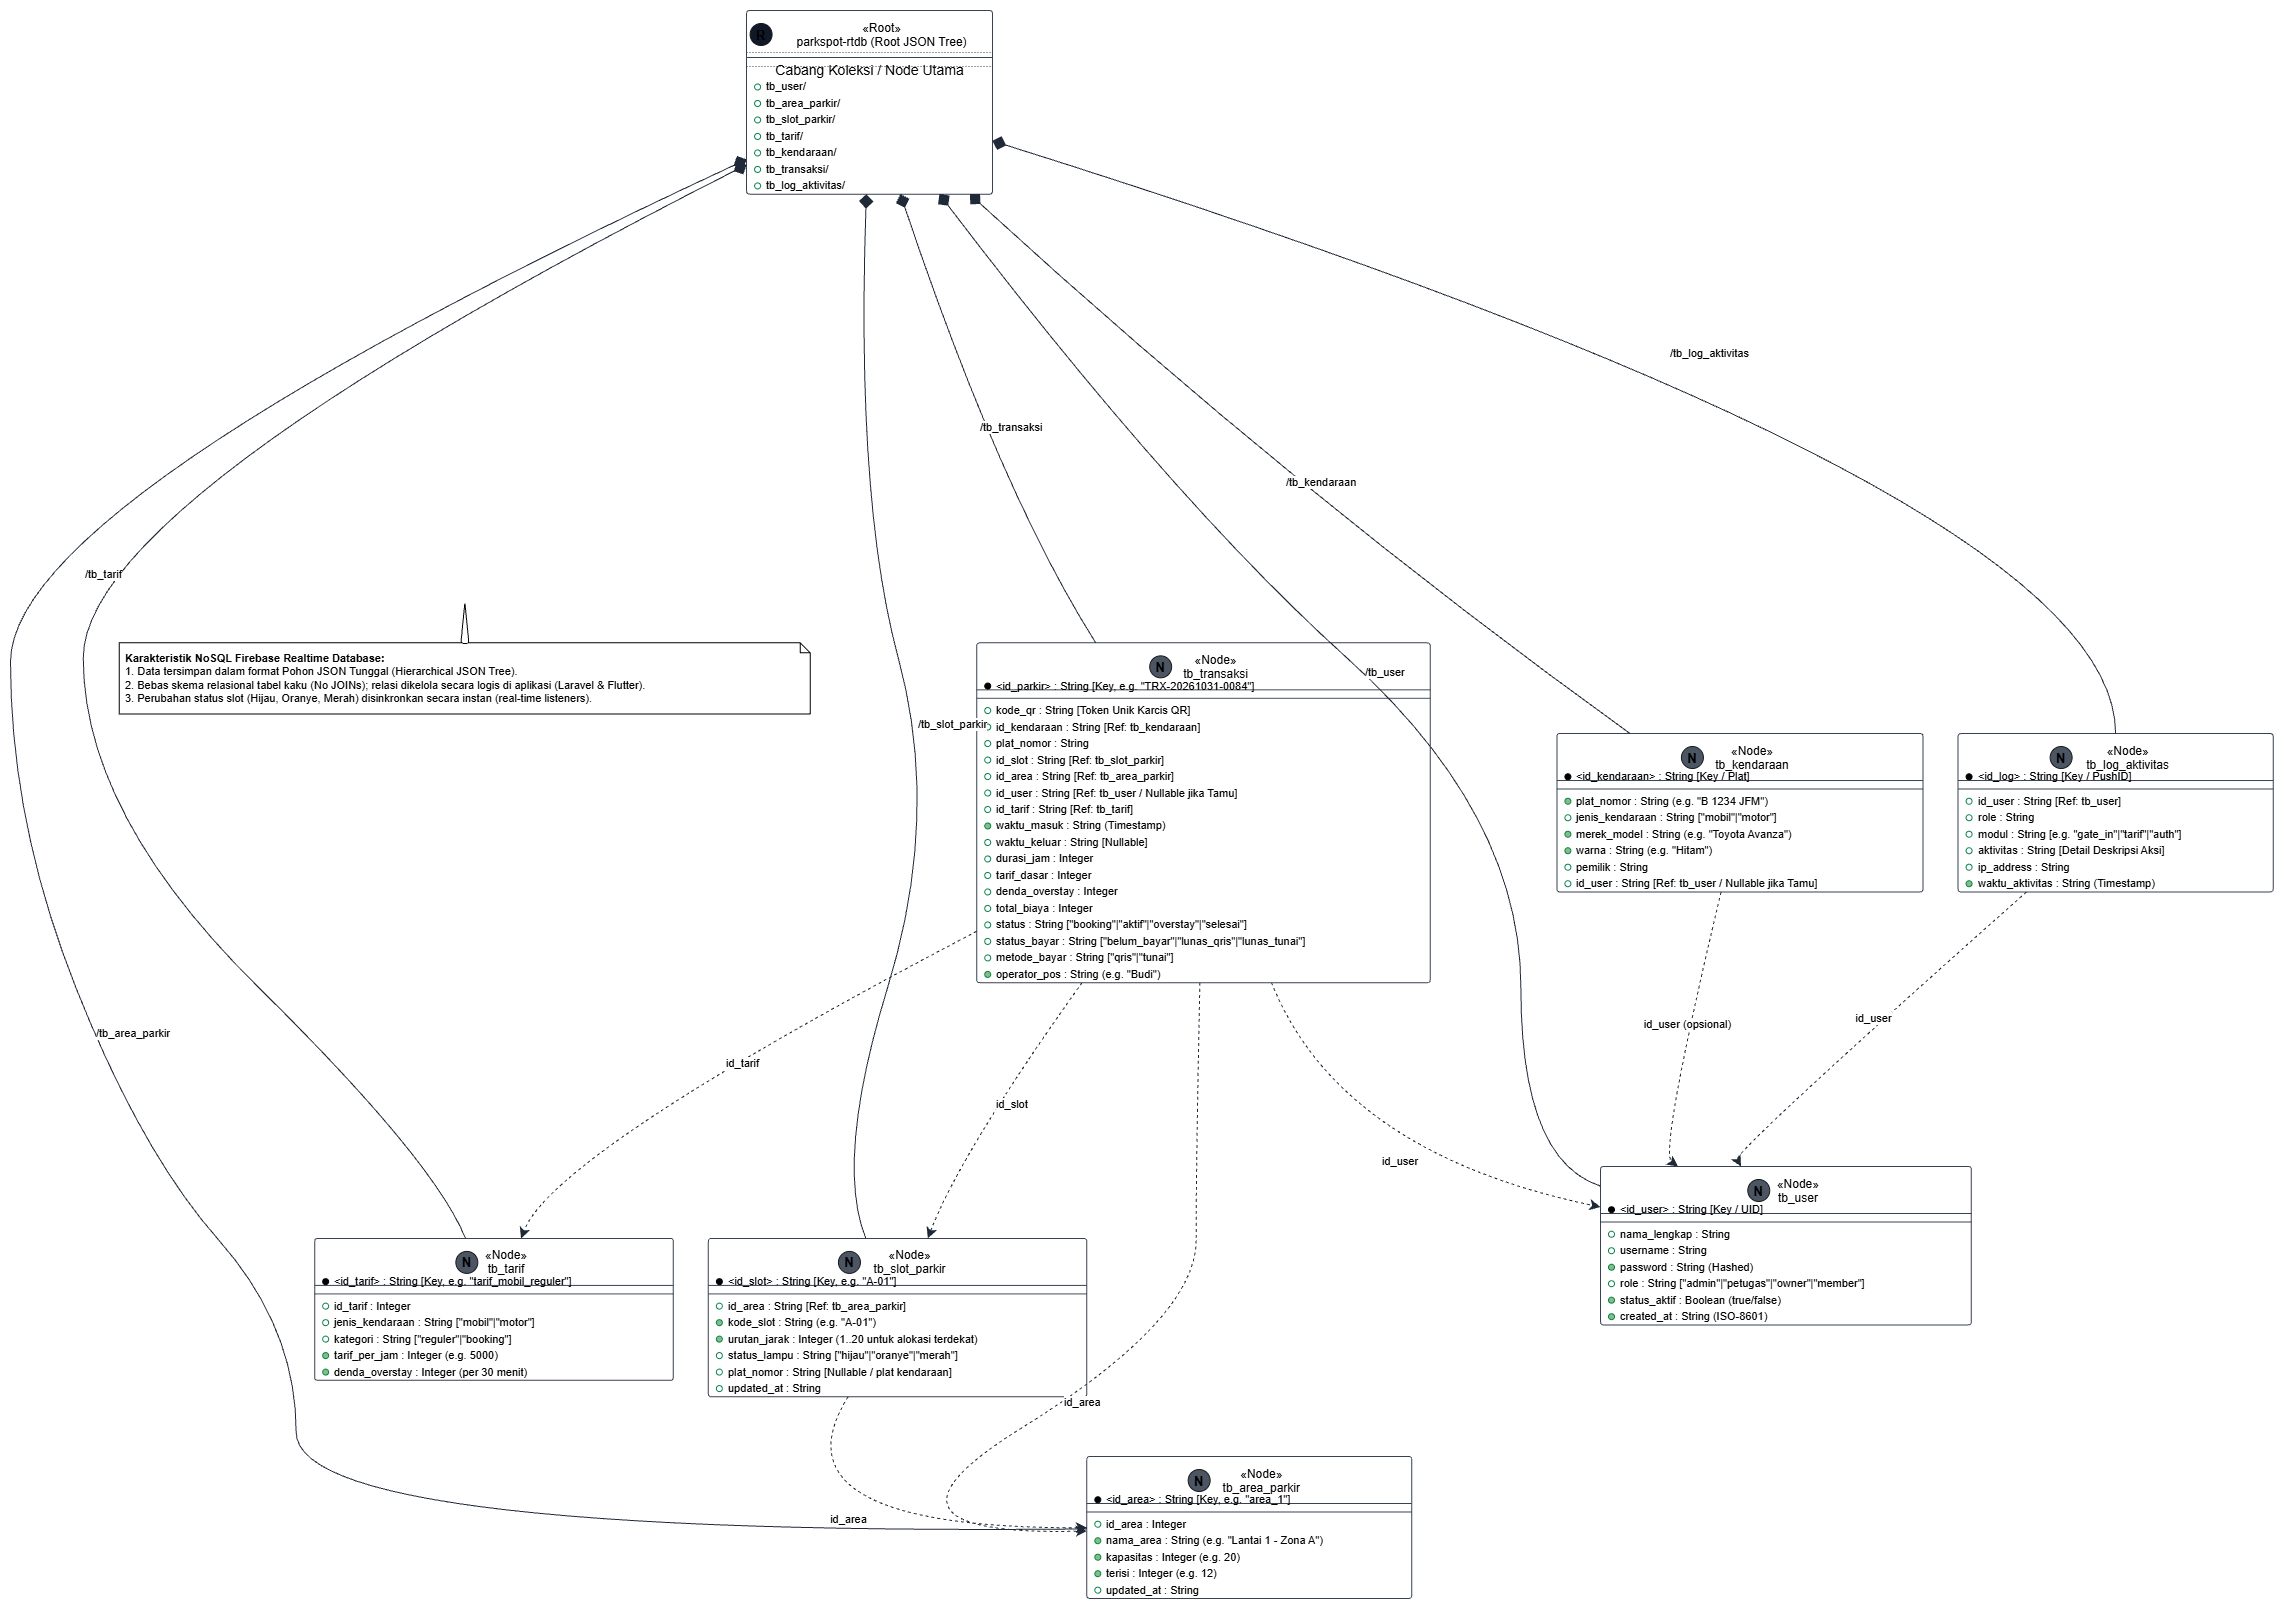 R
«Root»
parkspot-rtdb (Root JSON Tree)
Cabang Koleksi / Node Utama
tb_user/
tb_area_parkir/
tb_slot_parkir/
tb_tarif/
tb_kendaraan/
tb_transaksi/
tb_log_aktivitas/
/tb_log_aktivitas
/tb_transaksi
/tb_kendaraan
/tb_tarif
/tb_user
/tb_slot_parkir
/tb_area_parkir
Karakteristik NoSQL Firebase Realtime Database:
1. Data tersimpan dalam format Pohon JSON Tunggal (Hierarchical JSON Tree).
2. Bebas skema relasional tabel kaku (No JOINs); relasi dikelola secara logis di aplikasi (Laravel & Flutter).
3. Perubahan status slot (Hijau, Oranye, Merah) disinkronkan secara instan (real-time listeners).
N
«Node»
tb_transaksi
<id_parkir> : String [Key, e.g. "TRX-20261031-0084"]
kode_qr : String [Token Unik Karcis QR]
id_kendaraan : String [Ref: tb_kendaraan]
plat_nomor : String
id_slot : String [Ref: tb_slot_parkir]
id_area : String [Ref: tb_area_parkir]
id_user : String [Ref: tb_user / Nullable jika Tamu]
id_tarif : String [Ref: tb_tarif]
waktu_masuk : String (Timestamp)
waktu_keluar : String [Nullable]
durasi_jam : Integer
tarif_dasar : Integer
denda_overstay : Integer
total_biaya : Integer
status : String ["booking"|"aktif"|"overstay"|"selesai"]
status_bayar : String ["belum_bayar"|"lunas_qris"|"lunas_tunai"]
metode_bayar : String ["qris"|"tunai"]
operator_pos : String (e.g. "Budi")
N
«Node»
tb_kendaraan
<id_kendaraan> : String [Key / Plat]
plat_nomor : String (e.g. "B 1234 JFM")
jenis_kendaraan : String ["mobil"|"motor"]
merek_model : String (e.g. "Toyota Avanza")
warna : String (e.g. "Hitam")
pemilik : String
id_user : String [Ref: tb_user / Nullable jika Tamu]
N
«Node»
tb_log_aktivitas
<id_log> : String [Key / PushID]
id_user : String [Ref: tb_user]
role : String
modul : String [e.g. "gate_in"|"tarif"|"auth"]
aktivitas : String [Detail Deskripsi Aksi]
ip_address : String
waktu_aktivitas : String (Timestamp)
id_tarif
id_slot
id_user
id_user (opsional)
id_user
N
«Node»
tb_user
<id_user> : String [Key / UID]
nama_lengkap : String
username : String
password : String (Hashed)
role : String ["admin"|"petugas"|"owner"|"member"]
status_aktif : Boolean (true/false)
created_at : String (ISO-8601)
N
«Node»
tb_tarif
<id_tarif> : String [Key, e.g. "tarif_mobil_reguler"]
id_tarif : Integer
jenis_kendaraan : String ["mobil"|"motor"]
kategori : String ["reguler"|"booking"]
tarif_per_jam : Integer (e.g. 5000)
denda_overstay : Integer (per 30 menit)
N
«Node»
tb_slot_parkir
<id_slot> : String [Key, e.g. "A-01"]
id_area : String [Ref: tb_area_parkir]
kode_slot : String (e.g. "A-01")
urutan_jarak : Integer (1..20 untuk alokasi terdekat)
status_lampu : String ["hijau"|"oranye"|"merah"]
plat_nomor : String [Nullable / plat kendaraan]
updated_at : String
id_area
id_area
N
«Node»
tb_area_parkir
<id_area> : String [Key, e.g. "area_1"]
id_area : Integer
nama_area : String (e.g. "Lantai 1 - Zona A")
kapasitas : Integer (e.g. 20)
terisi : Integer (e.g. 12)
updated_at : String